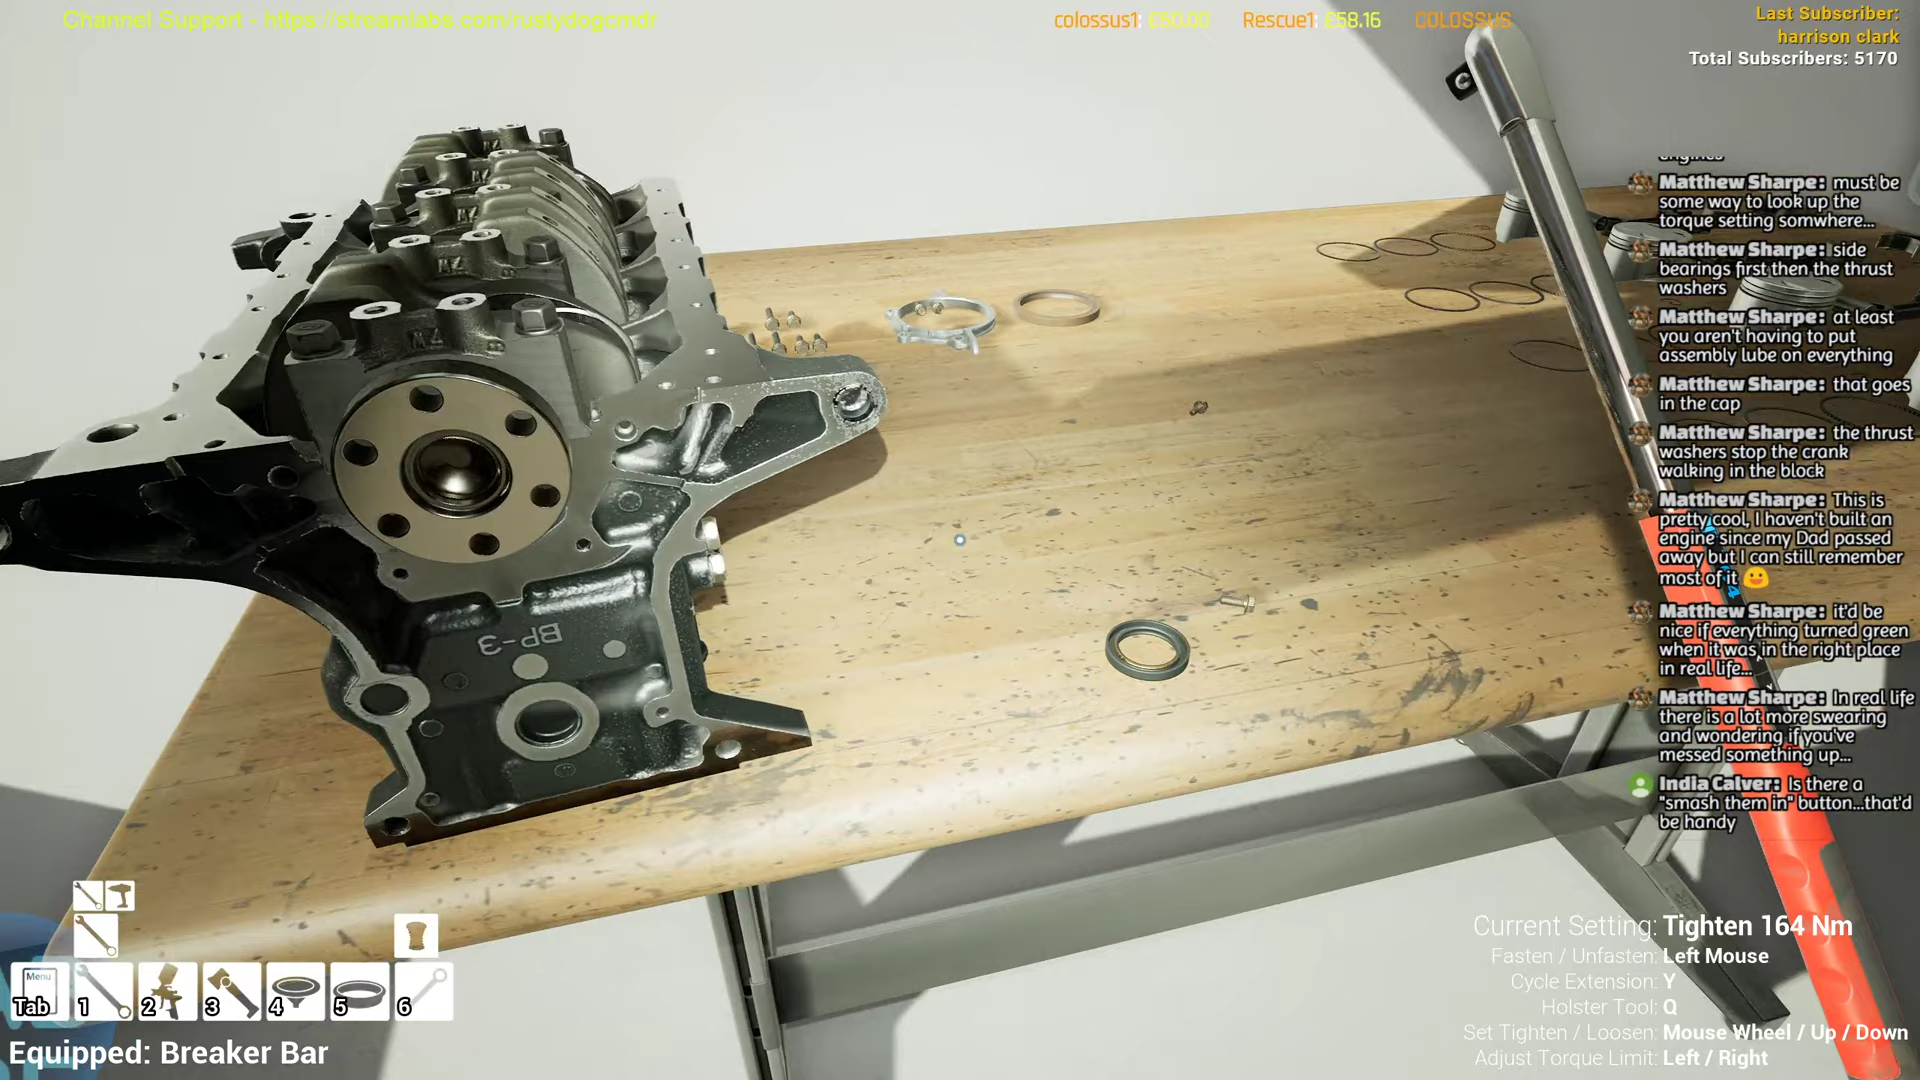 Channel Support - https://streamlabs.com/rustydogcmdr
colossus1: £50.00 Rescue1: £58.16 COLOSSUS
Last Subscriber:
harrison clark
Total Subscribers: 5170
engines
Matthew Sharpe: must be
some way to look up the
torque setting somwhere...
Matthew Sharpe: side
bearings first then the thrust
washers
Matthew Sharpe: at least
you aren't having to put
assembly lube on everything
Matthew Sharpe: that goes
in the cap
Matthew Sharpe: the thrust
washers stop the crank
walking in the block
Matthew Sharpe: This is
pretty cool, I haven't built an
engine since my Dad passed
away but I can still remember
most of it 😀
Matthew Sharpe: it'd be
nice if everything turned green
when it was in the right place
in real life...
Matthew Sharpe: In real life
there is a lot more swearing
and wondering if you've
messed something up...
India Calver: Is there a
"smash them in" button...that'd
be handy
BP-3
Current Setting: Tighten 164 Nm
Fasten / Unfasten: Left Mouse
Cycle Extension: Y
Holster Tool: Q
Set Tighten / Loosen: Mouse Wheel / Up / Down
Adjust Torque Limit: Left / Right
Menu
Tab 1 2 3 4 5 6
Equipped: Breaker Bar